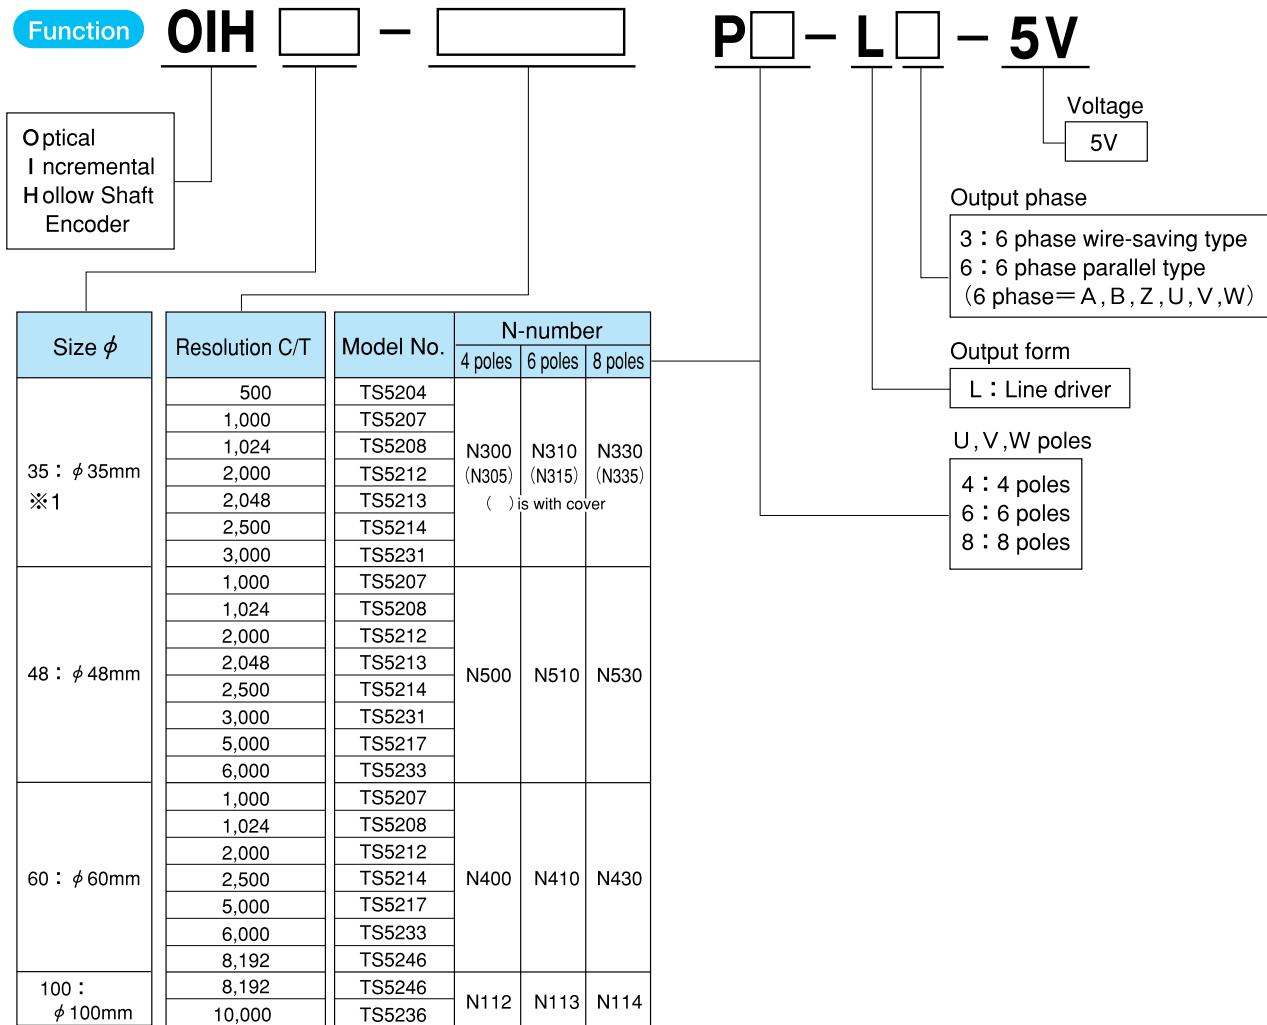 Function OIH – P – L – 5V
Optical
Incremental
Hollow Shaft
Encoder
Voltage
5V
Output phase
3：6 phase wire-saving type
6：6 phase parallel type
（6 phase＝A,B,Z,U,V,W）
Output form
L：Line driver
U,V,W poles
4：4 poles
6：6 poles
8：8 poles
Size ϕ Resolution C/T Model No. N-number
4 poles 6 poles 8 poles
35：ϕ35mm
※1
500 TS5204
1,000 TS5207
1,024 TS5208
2,000 TS5212
2,048 TS5213
2,500 TS5214
3,000 TS5231
N300 N310 N330
（N305）（N315）（N335）
（　）is with cover
48：ϕ48mm
1,000 TS5207
1,024 TS5208
2,000 TS5212
2,048 TS5213
2,500 TS5214
3,000 TS5231
5,000 TS5217
6,000 TS5233
N500 N510 N530
60：ϕ60mm
1,000 TS5207
1,024 TS5208
2,000 TS5212
2,500 TS5214
5,000 TS5217
6,000 TS5233
8,192 TS5246
N400 N410 N430
100：
ϕ100mm
8,192 TS5246
10,000 TS5236
N112 N113 N114